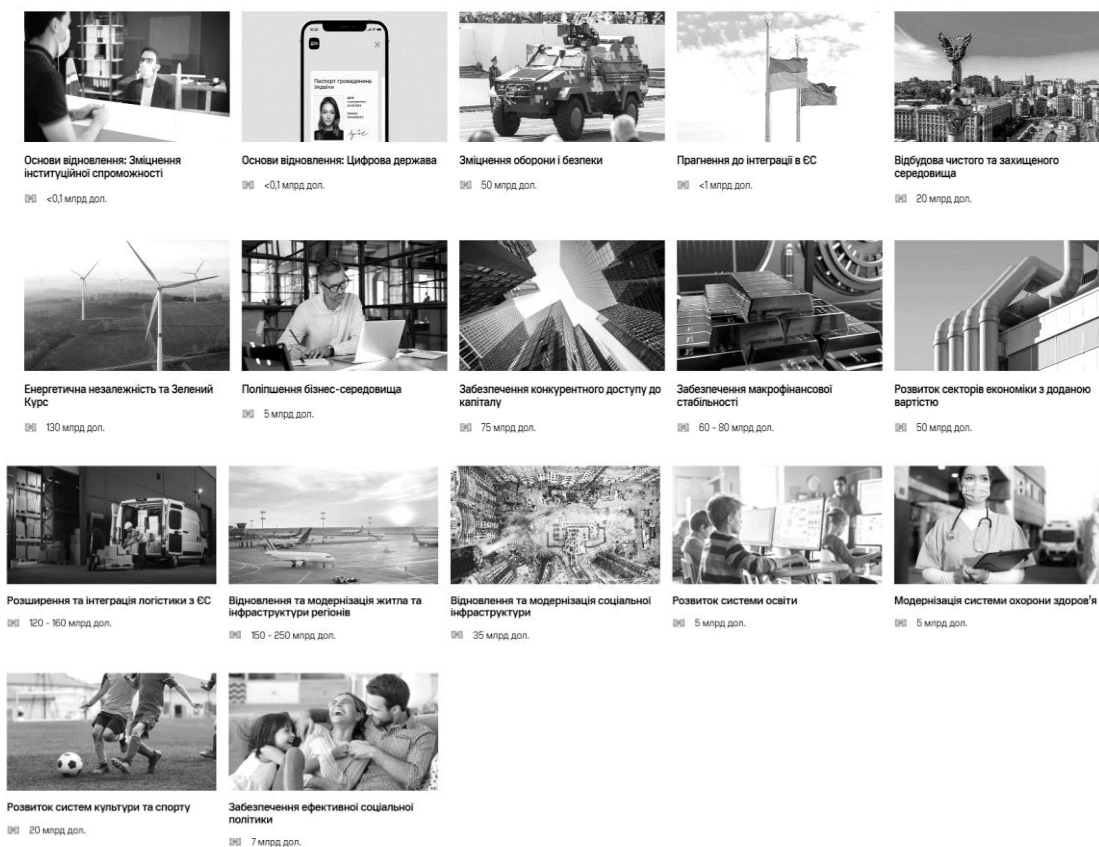 Дія
Паспорт громадянина
України
Основи відновлення: Зміцнення
інституційної спроможності
<0,1 млрд дол.
Основи відновлення: Цифрова держава
<0,1 млрд дол.
Зміцнення оборони і безпеки
50 млрд дол.
Прагнення до інтеграції в ЄС
<1 млрд дол.
Відбудова чистого та захищеного
середовища
20 млрд дол.
Енергетична незалежність та Зелений
Курс
130 млрд дол.
Поліпшення бізнес-середовища
5 млрд дол.
Забезпечення конкурентного доступу до
капіталу
75 млрд дол.
Забезпечення макрофінансової
стабільності
60 - 80 млрд дол.
Розвиток секторів економіки з доданою
вартістю
50 млрд дол.
Розширення та інтеграція логістики з ЄС
120 - 160 млрд дол.
Відновлення та модернізація житла та
інфраструктури регіонів
150 - 250 млрд дол.
Відновлення та модернізація соціальної
інфраструктури
35 млрд дол.
Розвиток системи освіти
5 млрд дол.
Модернізація системи охорони здоров’я
5 млрд дол.
Розвиток систем культури та спорту
20 млрд дол.
Забезпечення ефективної соціальної
політики
7 млрд дол.